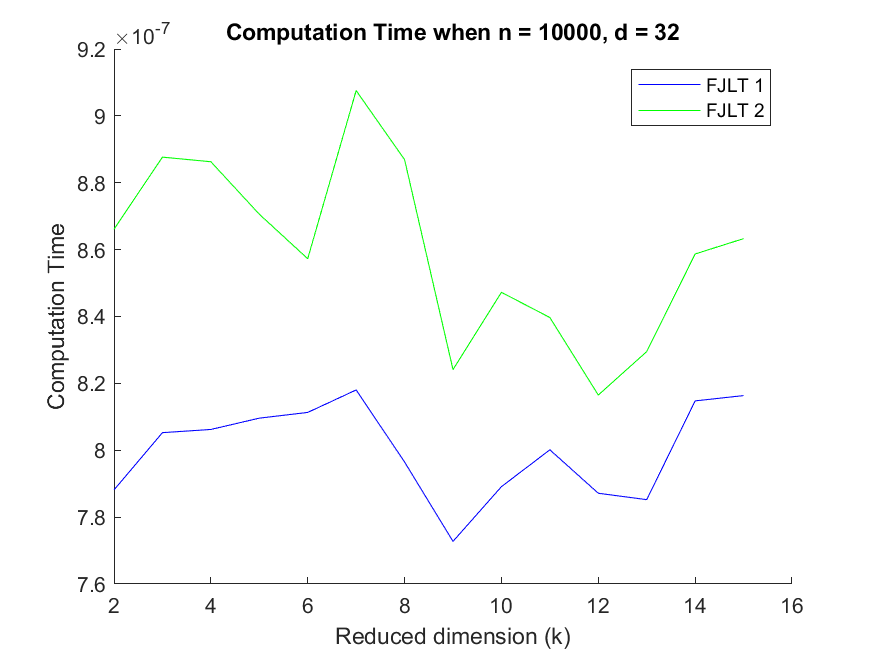 Computation Time when n = 10000, d = 32
×10-7
9.2
9
8.8
8.6
8.4
8.2
8
7.8
7.6
Computation Time
FJLT 1
FJLT 2
2 4 6 8 10 12 14 16
Reduced dimension (k)